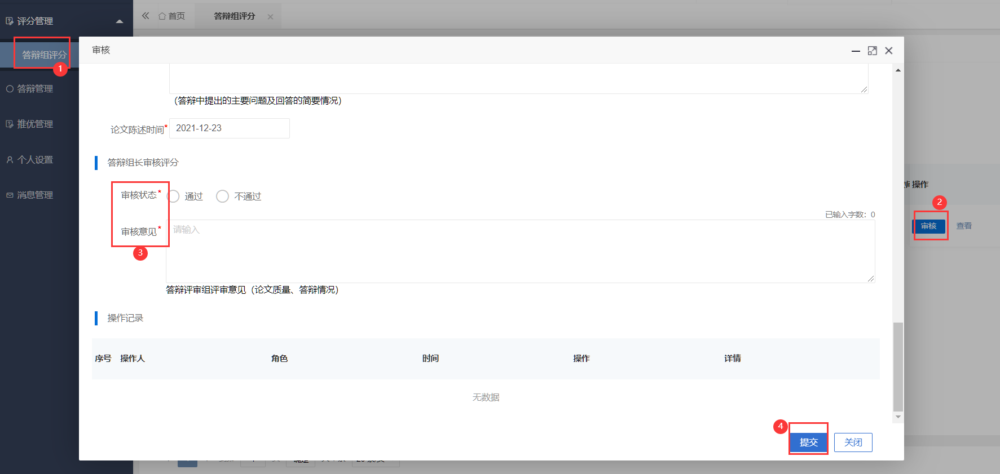 评分管理
首页
答辩组评分
答辩组评分
1
答辩管理
推优管理
个人设置
消息管理
审核
(答辩中提出的主要问题及回答的简要情况)
论文陈述时间* 2021-12-23
答辩组长审核评分
审核状态* 通过 不通过
已输入字数：0
审核意见* 请输入
3
答辩评审组评审意见（论文质量、答辩情况）
操作记录
序号 操作人 角色 时间 操作 详情
无数据
4
提交 关闭
操作
2
审核 查看
确定